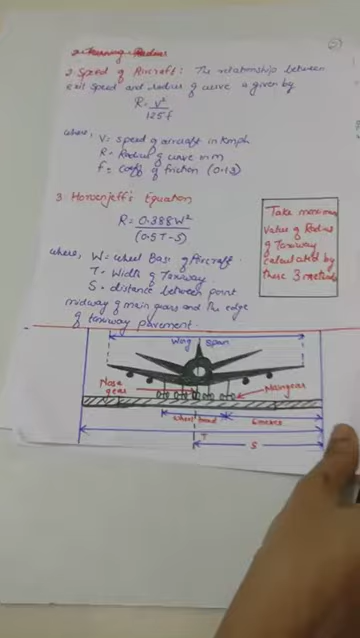 2. Turning Radius
2. Speed of Aircraft: The relationship between
exit speed and radius of curve is given by
R = V²
125f
where, V = speed of aircraft in kmph
R = Radius of curve in m
f = coeff of friction (0.13)
3. Horonjeff's Equation
R = 0.388W²
(0.5T - S)
where, W = wheel Base of Aircraft.
T = Width of Taxiway
S = distance between point
midway of main gears and the edge
of taxiway pavement.
Take maximum
value of Radius
of Taxiway
calculated by
these 3 methods
Wing span
Nose
gear
Maingear
wheel
T
S